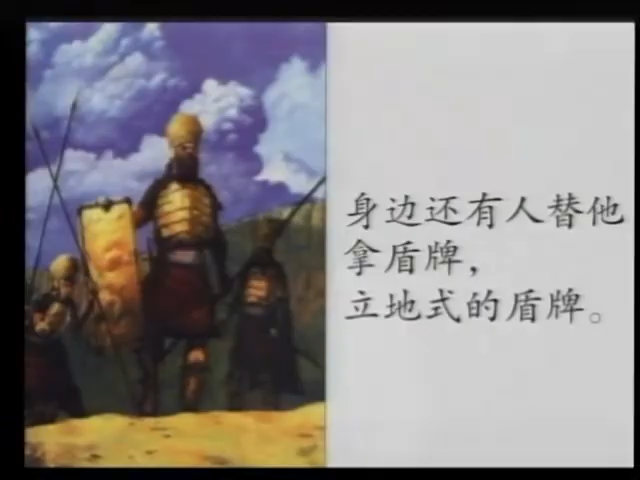 身边还有人替他
拿盾牌，
立地式的盾牌。